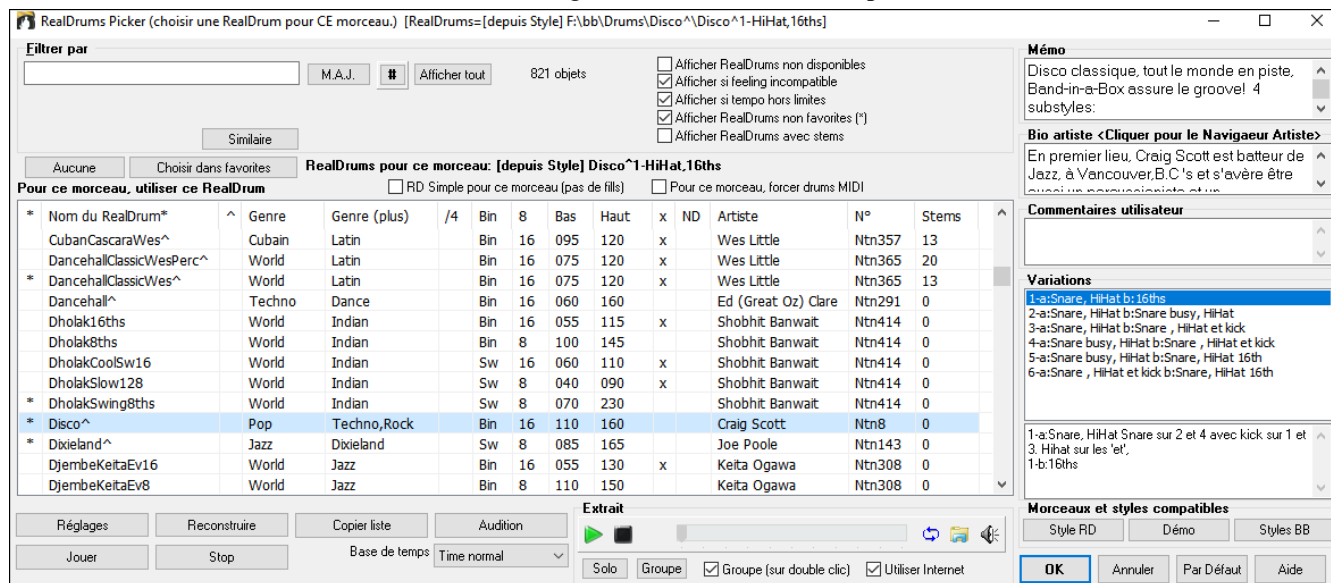 RealDrums Picker (choisir une RealDrum pour CE morceau.) [RealDrums=[depuis Style] F:\bb\Drums\Disco^\Disco^1-HiHat,16ths]
Filtrer par
M.A.J. # Afficher tout 821 objets
Similaire
Afficher RealDrums non disponibles
Afficher si feeling incompatible
Afficher si tempo hors limites
Afficher RealDrums non favorites (*)
Afficher RealDrums avec stems
Aucune Choisir dans favorites RealDrums pour ce morceau: [depuis Style] Disco^1-HiHat,16ths
Pour ce morceau, utiliser ce RealDrum RD Simple pour ce morceau (pas de fills) Pour ce morceau, forcer drums MIDI
* Nom du RealDrum* ^ Genre Genre (plus) /4 Bin 8 Bas Haut x ND Artiste N° Stems
CubanCascaraWes^ Cubain Latin Bin 16 095 120 x Wes Little Ntn357 13
DancehallClassicWesPerc^ World Latin Bin 16 075 120 x Wes Little Ntn365 20
* DancehallClassicWes^ World Latin Bin 16 075 120 x Wes Little Ntn365 13
Dancehall^ Techno Dance Bin 16 060 160 Ed (Great Oz) Clare Ntn291 0
Dholak16ths World Indian Bin 16 055 115 x Shobhit Banwait Ntn414 0
Dholak8ths World Indian Bin 8 100 145 Shobhit Banwait Ntn414 0
DholakCoolSw16 World Indian Sw 16 060 110 x Shobhit Banwait Ntn414 0
DholakSlow128 World Indian Sw 8 040 090 x Shobhit Banwait Ntn414 0
* DholakSwing8ths World Indian Sw 8 070 230 Shobhit Banwait Ntn414 0
* Disco^ Pop Techno,Rock Bin 16 110 160 Craig Scott Ntn8 0
* Dixieland^ Jazz Dixieland Sw 8 085 165 Joe Poole Ntn143 0
DjembeKeitaEv16 World Jazz Bin 16 055 130 x Keita Ogawa Ntn308 0
DjembeKeitaEv8 World Jazz Bin 8 110 150 Keita Ogawa Ntn308 0
Réglages Reconstruire Copier liste Audition
Jouer Stop Base de temps Time normal
Extrait
Solo Groupe Groupe (sur double clic) Utiliser Internet
Mémo
Disco classique, tout le monde en piste,
Band-in-a-Box assure le groove! 4
substyles:
Bio artiste <Cliquer pour le Navigaeur Artiste>
En premier lieu, Craig Scott est batteur de
Jazz, à Vancouver,B.C 's et s'avère être
Commentaires utilisateur
Variations
1-a:Snare, HiHat b:16ths
2-a:Snare, HiHat b:Snare busy, HiHat
3-a:Snare, HiHat b:Snare , HiHat et kick
4-a:Snare busy, HiHat b:Snare , HiHat et kick
5-a:Snare busy, HiHat b:Snare, HiHat 16th
6-a:Snare , HiHat et kick b:Snare, HiHat 16th
1-a:Snare, HiHat Snare sur 2 et 4 avec kick sur 1 et
3. Hihat sur les 'et',
1-b:16ths
Morceaux et styles compatibles
Style RD Démo Styles BB
OK Annuler Par Défaut Aide